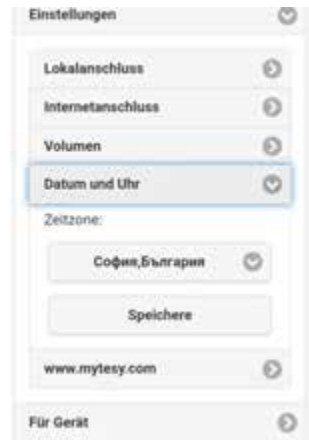 Einstellungen
Lokalanschluss
Internetanschluss
Volumen
Datum und Uhr
Zeitzone:
София,България
Speichere
www.mytesy.com
Für Gerät